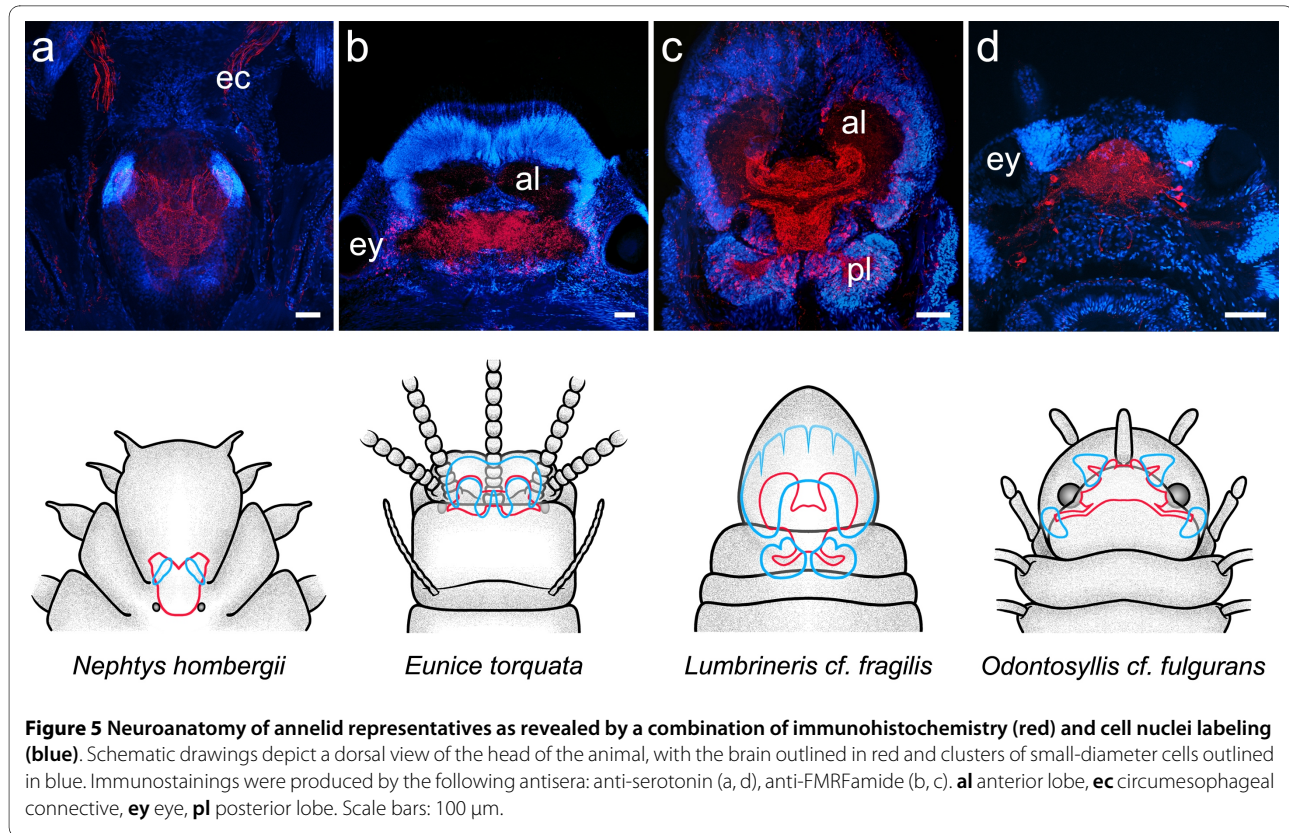 a
ec
b
al
ey
c
al
pl
d
ey
Nephtys hombergii
Eunice torquata
Lumbrineris cf. fragilis
Odontosyllis cf. fulgurans
Figure 5 Neuroanatomy of annelid representatives as revealed by a combination of immunohistochemistry (red) and cell nuclei labeling
(blue). Schematic drawings depict a dorsal view of the head of the animal, with the brain outlined in red and clusters of small-diameter cells outlined
in blue. Immunostainings were produced by the following antisera: anti-serotonin (a, d), anti-FMRFamide (b, c). al anterior lobe, ec circumesophageal
connective, ey eye, pl posterior lobe. Scale bars: 100 μm.